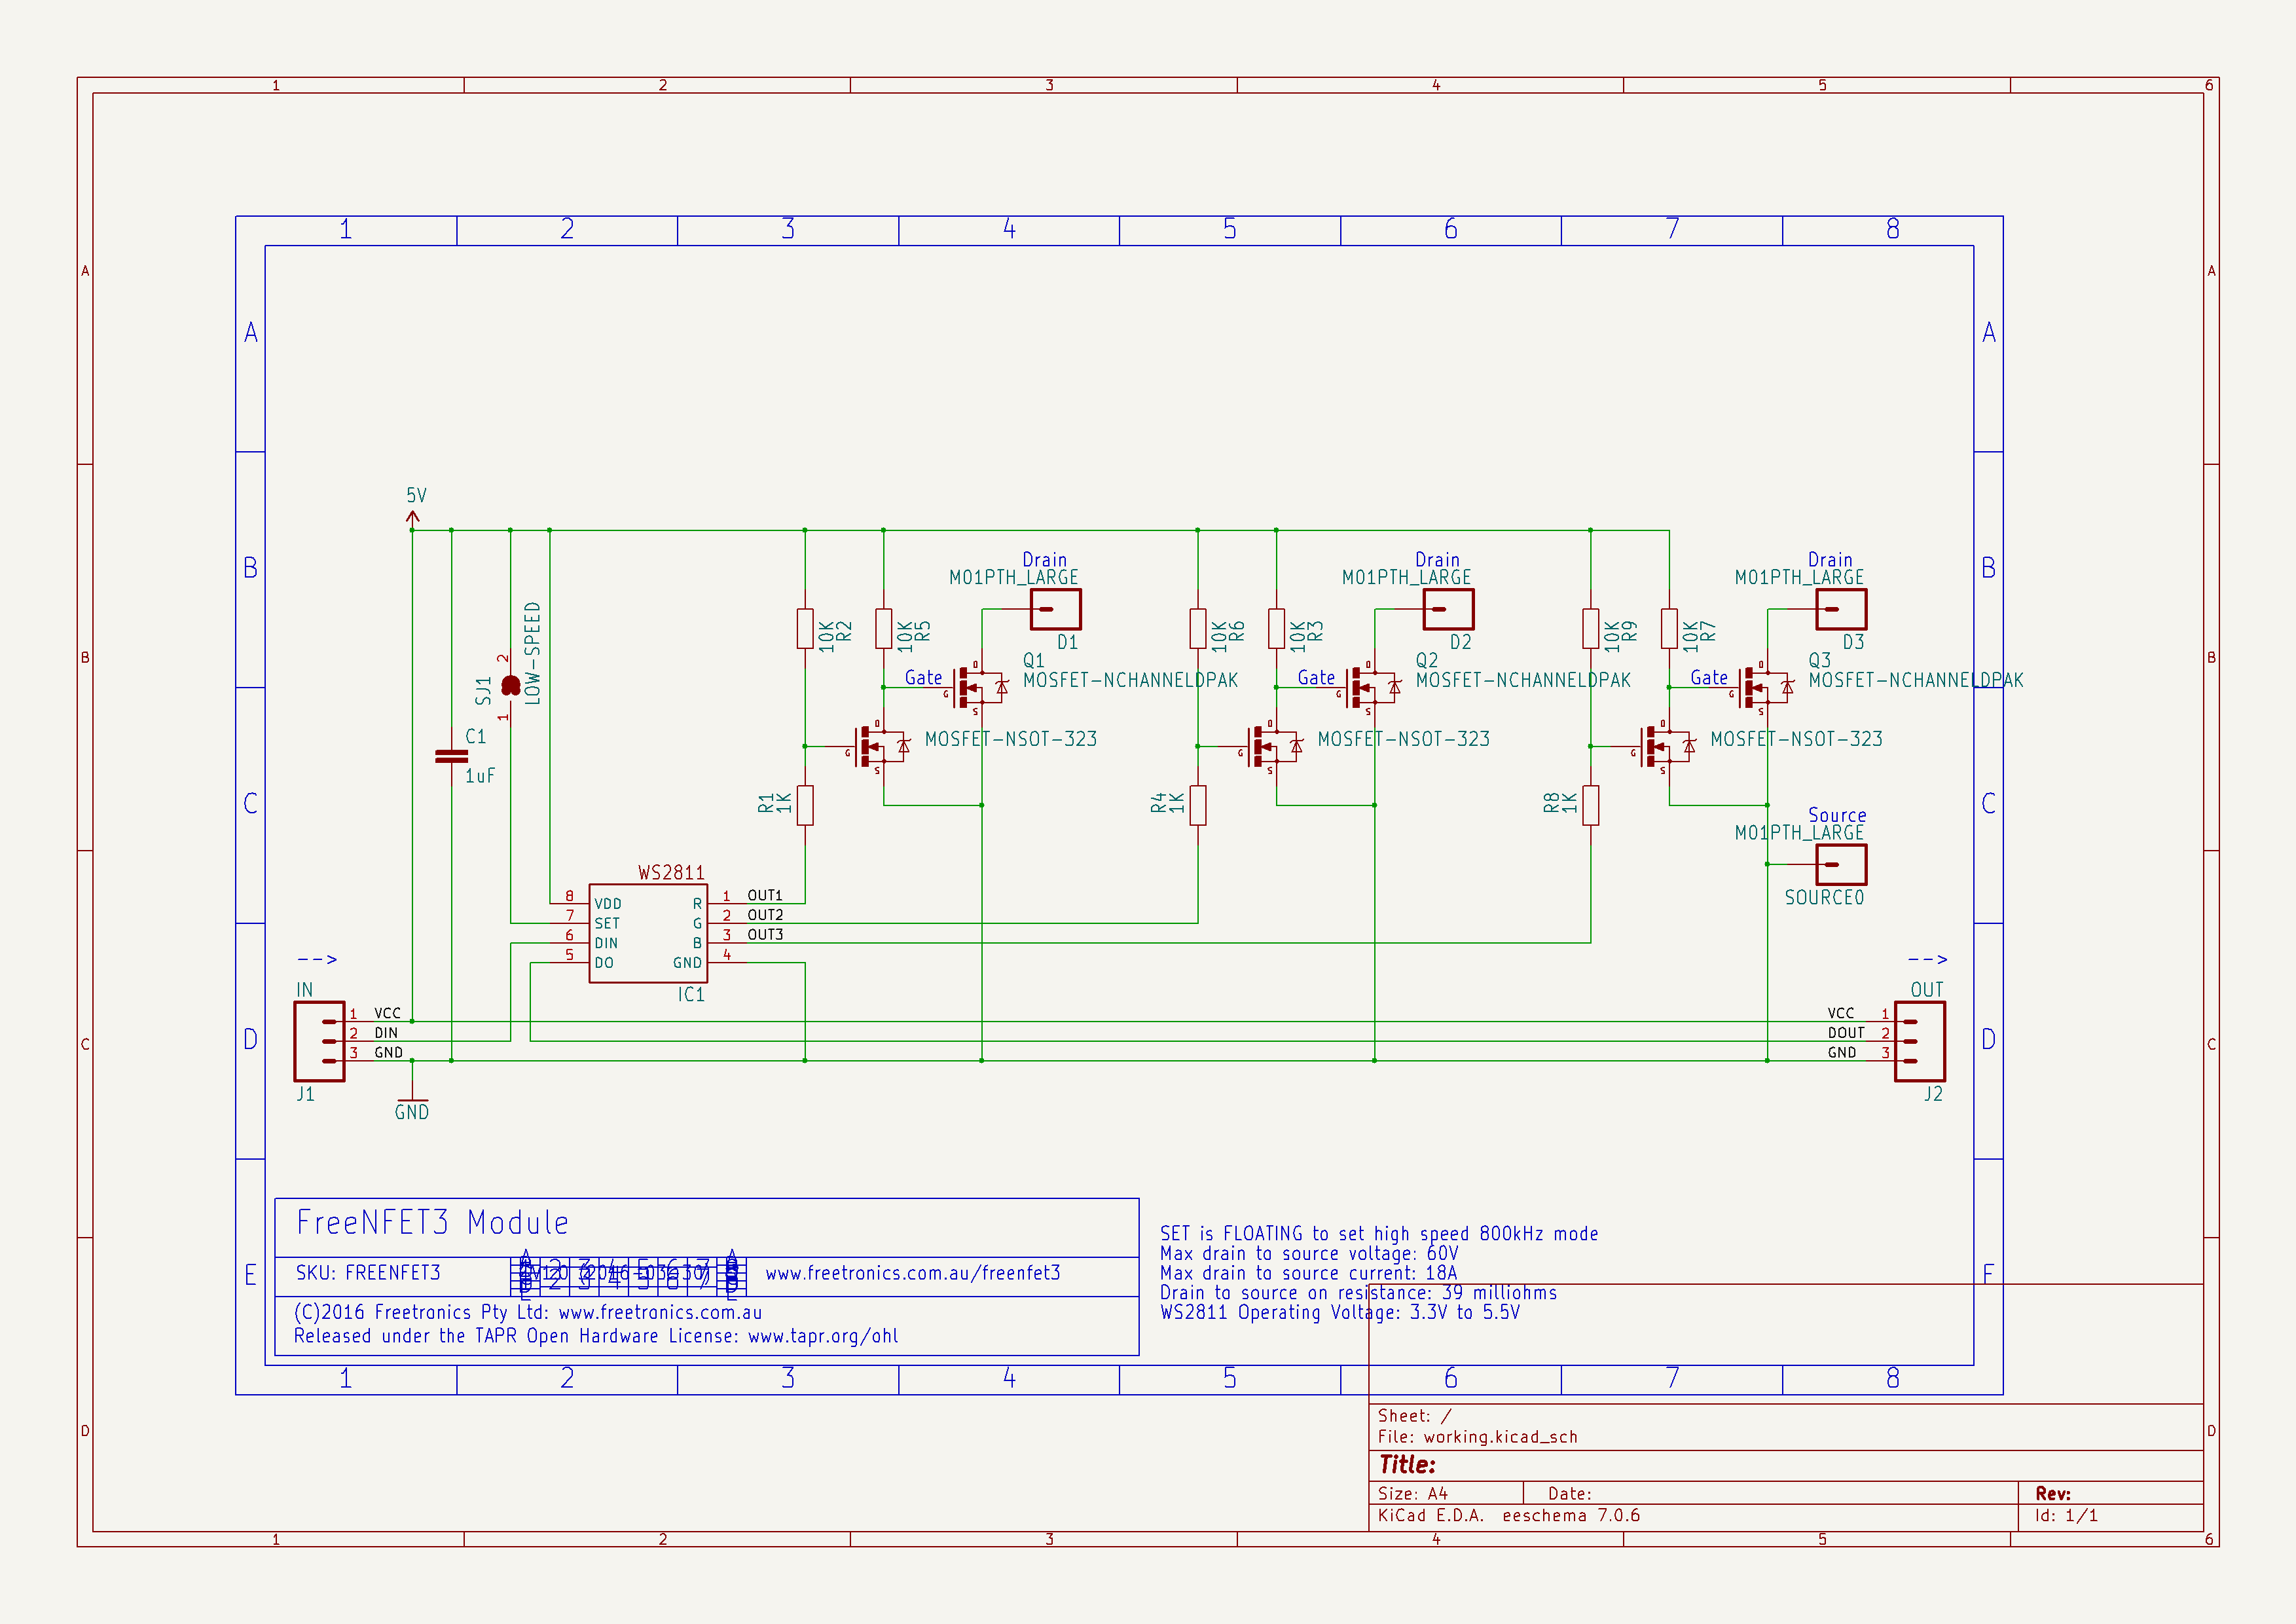 1 2 3 4 5 6
1 2 3 4 5 6 7 8
A A
A A
B B
5V
Drain Drain Drain
M01PTH_LARGE M01PTH_LARGE M01PTH_LARGE
10K R2 10K R5 D1
10K R6 10K R3 D2
10K R9 10K R7 D3
B B
Gate D G S Q1
MOSFET-NCHANNELDPAK
Gate D G S Q2
MOSFET-NCHANNELDPAK
Gate D G S Q3
MOSFET-NCHANNELDPAK
SJ1 2 1 LOW-SPEED
D G S MOSFET-NSOT-323
D G S MOSFET-NSOT-323
D G S MOSFET-NSOT-323
C1
1uF
C C
R1 1K
R4 1K
R8 1K
Source
M01PTH_LARGE
SOURCE0
WS2811
8 VDD R 1 OUT1
7 SET G 2 OUT2
6 DIN B 3 OUT3
5 DO GND 4
IC1
--> -->
IN OUT
1 VCC VCC 1
2 DIN DOUT 2
3 GND GND 3
J1 J2
GND
D D
C C
FreeNFET3 Module
SKU: FREENFET3
www.freetronics.com.au/freenfet3
(C)2016 Freetronics Pty Ltd: www.freetronics.com.au
Released under the TAPR Open Hardware License: www.tapr.org/ohl
SET is FLOATING to set high speed 800kHz mode
Max drain to source voltage: 60V
Max drain to source current: 18A
Drain to source on resistance: 39 milliohms
WS2811 Operating Voltage: 3.3V to 5.5V
E F
1 2 3 4 5 6 7 8
D D
Sheet: /
File: working.kicad_sch
Title:
Size: A4 Date: Rev:
KiCad E.D.A. eeschema 7.0.6 Id: 1/1
1 2 3 4 5 6